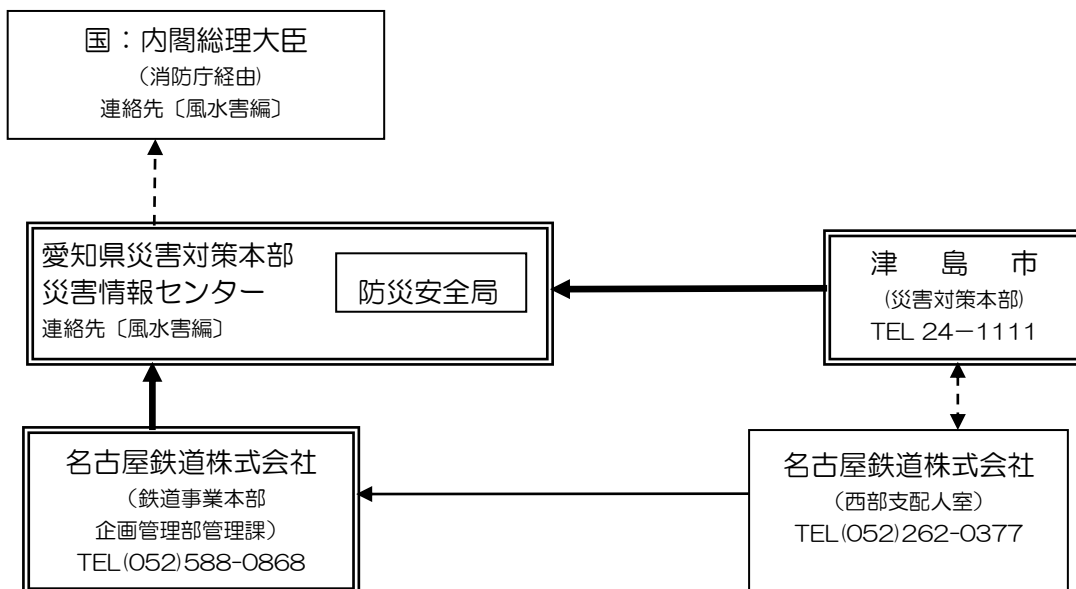 国：内閣総理大臣
（消防庁経由)
連絡先〔風水害編〕
愛知県災害対策本部
災害情報センター
連絡先〔風水害編〕
防災安全局
津　島　市
(災害対策本部)
TEL 24－1111
名古屋鉄道株式会社
（鉄道事業本部
企画管理部管理課）
TEL(052)588-0868
名古屋鉄道株式会社
（西部支配人室）
TEL(052)262-0377